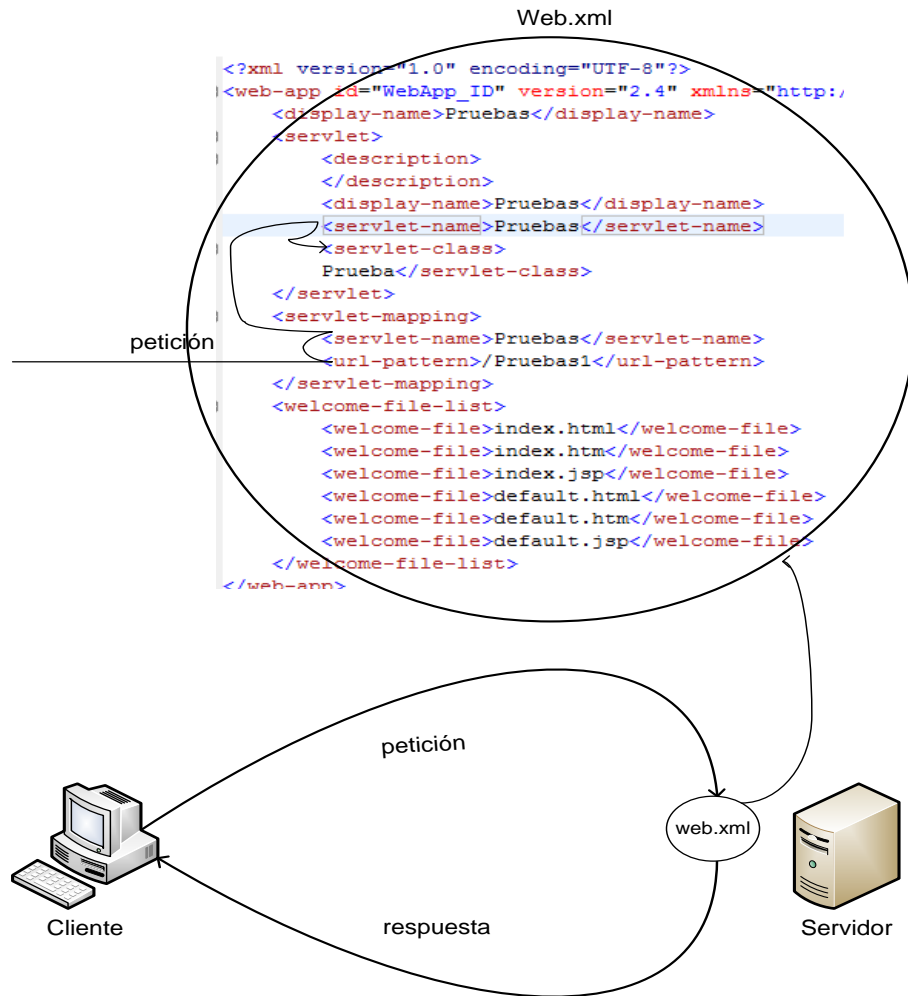 Web.xml
<?xml version="1.0" encoding="UTF-8"?>
<web-app id="WebApp_ID" version="2.4" xmlns="http:/
<display-name>Pruebas</display-name>
<servlet>
<description>
</description>
<display-name>Pruebas</display-name>
<servlet-name>Pruebas</servlet-name>
<servlet-class>
Prueba</servlet-class>
</servlet>
<servlet-mapping>
<servlet-name>Pruebas</servlet-name>
petición
<url-pattern>/Pruebas1</url-pattern>
</servlet-mapping>
<welcome-file-list>
<welcome-file>index.html</welcome-file>
<welcome-file>index.htm</welcome-file>
<welcome-file>index.jsp</welcome-file>
<welcome-file>default.html</welcome-file>
<welcome-file>default.htm</welcome-file>
<welcome-file>default.jsp</welcome-file>
</welcome-file-list>
</web-app>
petición
web.xml
Cliente
respuesta
Servidor